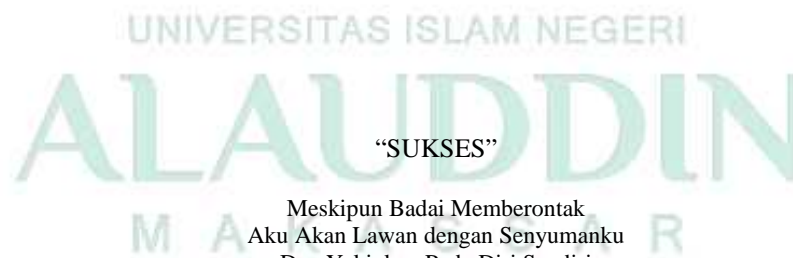 UNIVERSITAS ISLAM NEGERI
ALAUDDIN
“SUKSES”
Meskipun Badai Memberontak
M A K A S S A R
Aku Akan Lawan dengan Senyumanku